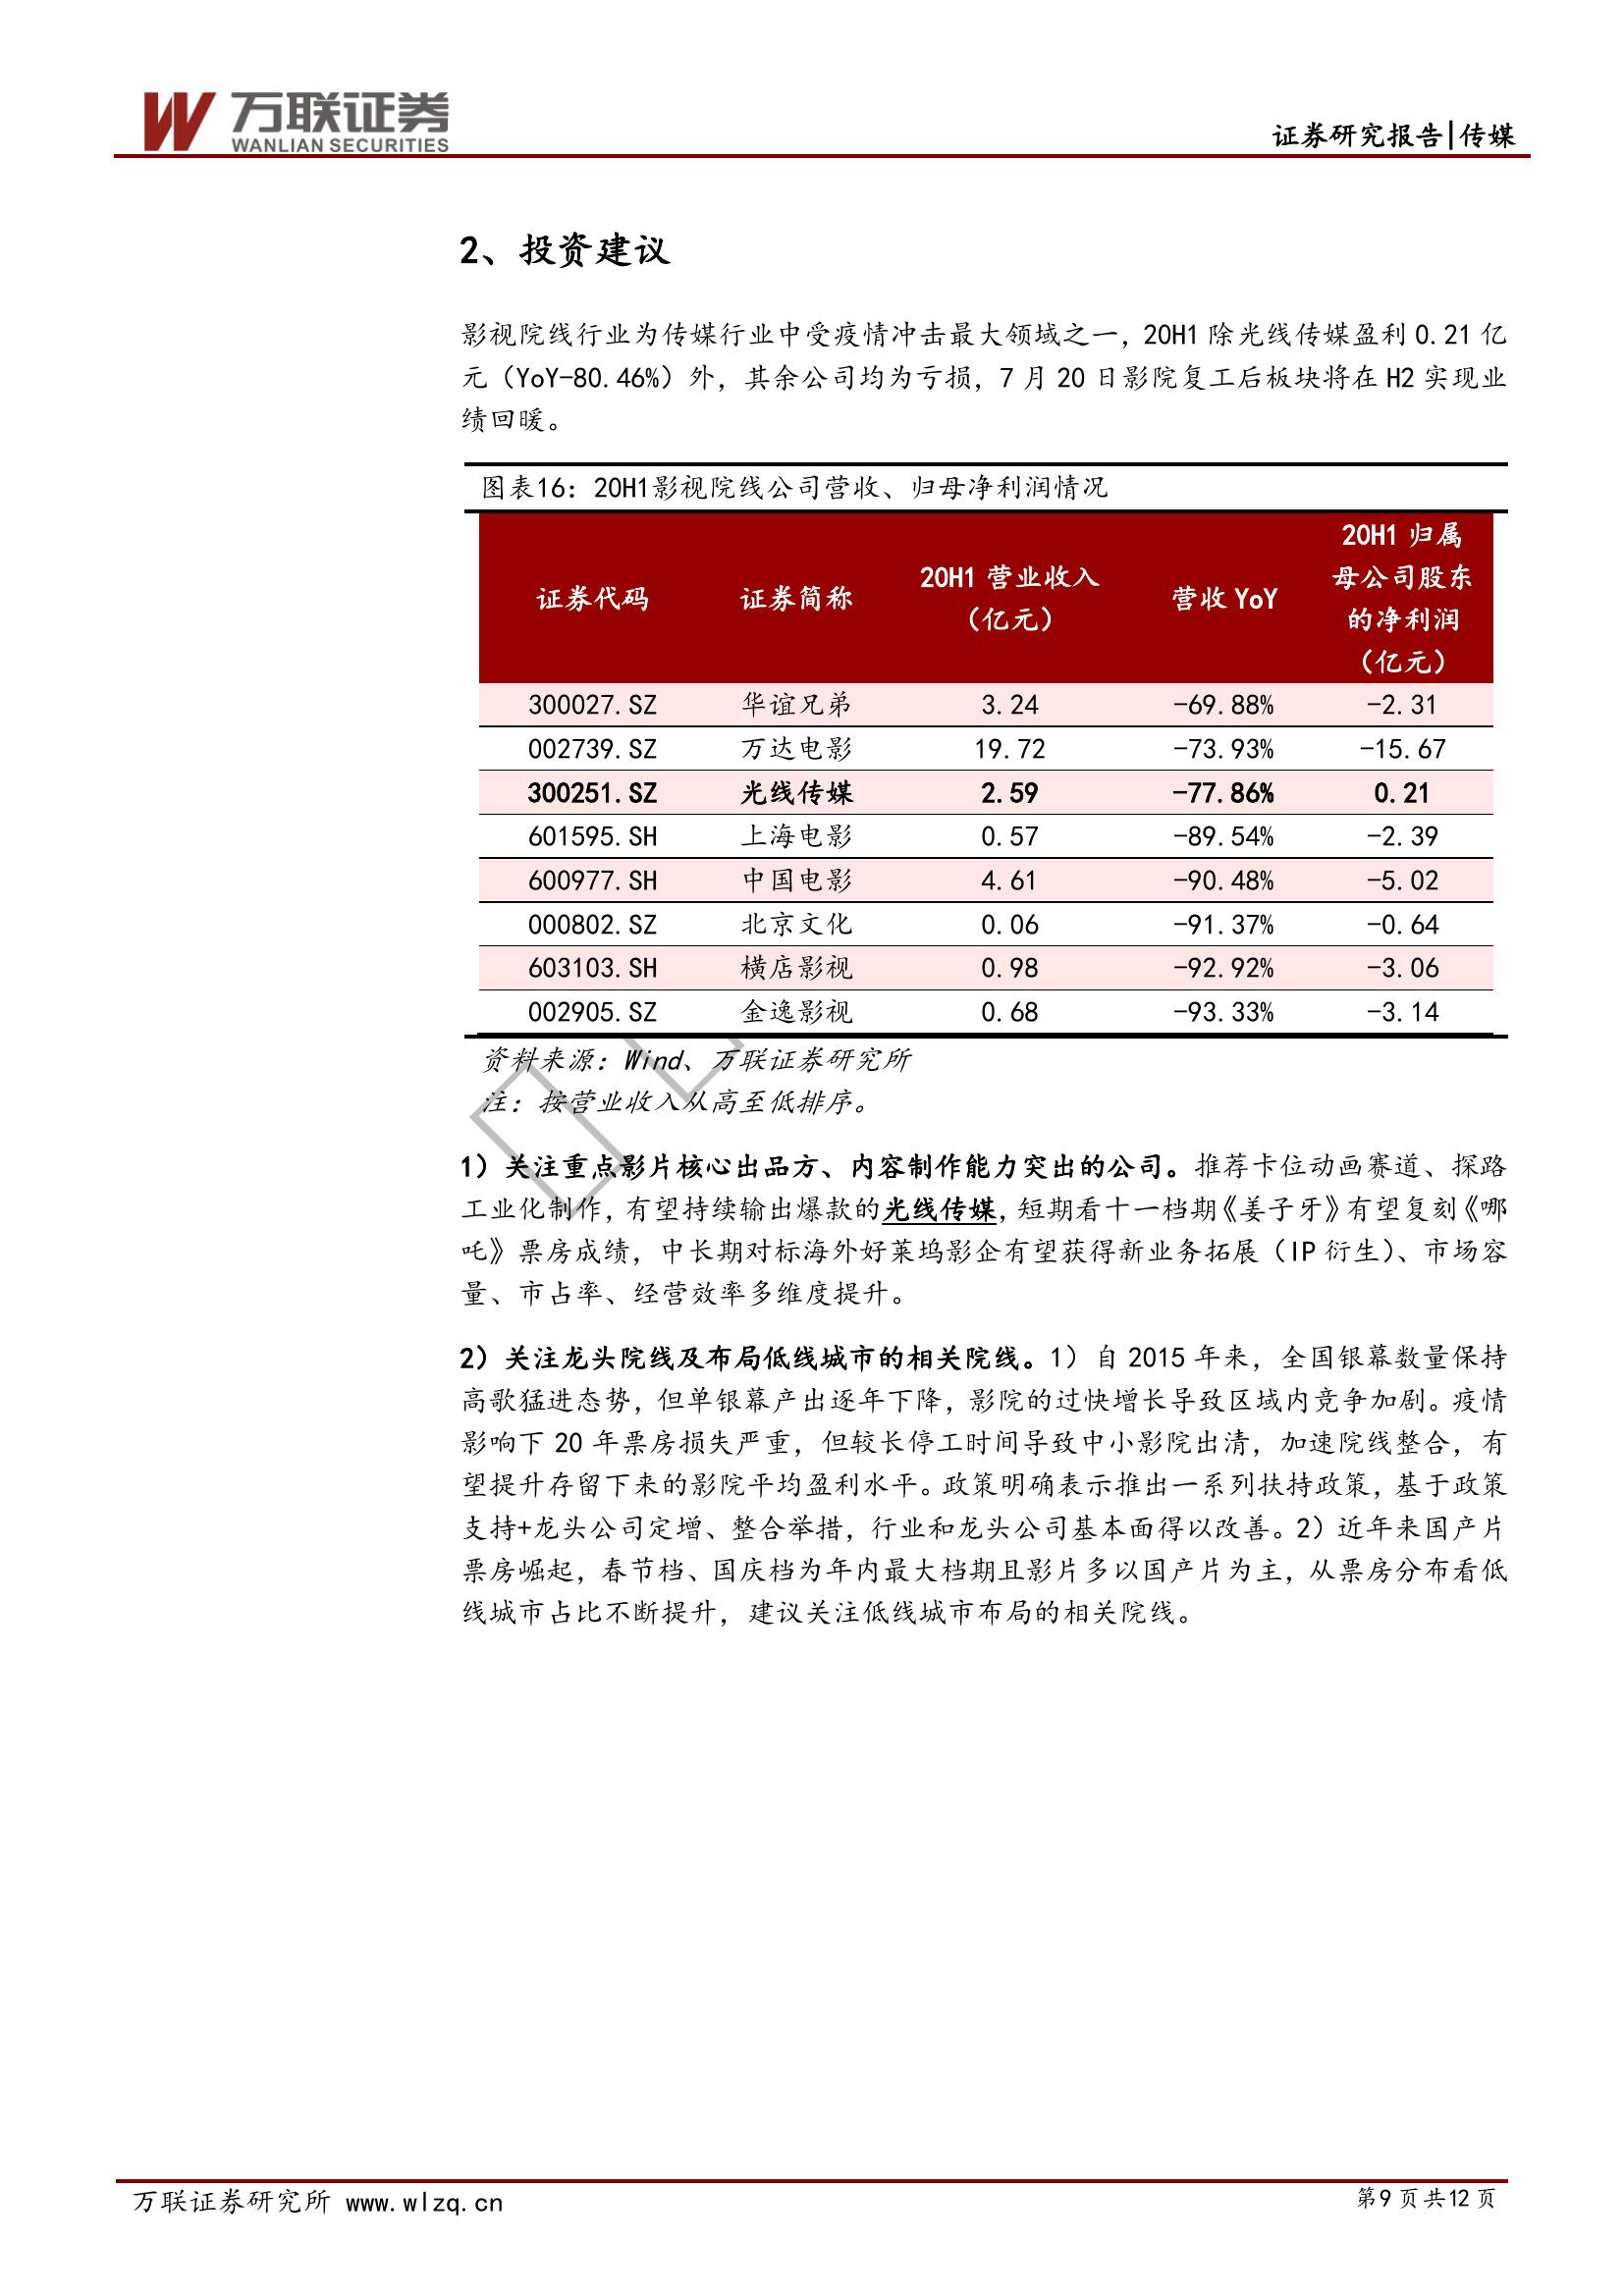 万联证券
WANLIAN SECURITIES
证券研究报告|传媒
2、投资建议
影视院线行业为传媒行业中受疫情冲击最大领域之一，20H1 除光线传媒盈利 0.21 亿
元（YoY-80.46%）外，其余公司均为亏损，7 月 20 日影院复工后板块将在 H2 实现业
绩回暖。
图表16：20H1影视院线公司营收、归母净利润情况
证券代码 证券简称 20H1 营业收入（亿元） 营收 YoY 20H1 归属母公司股东的净利润（亿元）
300027.SZ 华谊兄弟 3.24 -69.88% -2.31
002739.SZ 万达电影 19.72 -73.93% -15.67
300251.SZ 光线传媒 2.59 -77.86% 0.21
601595.SH 上海电影 0.57 -89.54% -2.39
600977.SH 中国电影 4.61 -90.48% -5.02
000802.SZ 北京文化 0.06 -91.37% -0.64
603103.SH 横店影视 0.98 -92.92% -3.06
002905.SZ 金逸影视 0.68 -93.33% -3.14
资料来源：Wind、万联证券研究所
注：按营业收入从高至低排序。
1）关注重点影片核心出品方、内容制作能力突出的公司。推荐卡位动画赛道、探路
工业化制作，有望持续输出爆款的光线传媒，短期看十一档期《姜子牙》有望复刻《哪
吒》票房成绩，中长期对标海外好莱坞影企有望获得新业务拓展（IP 衍生）、市场容
量、市占率、经营效率多维度提升。
2）关注龙头院线及布局低线城市的相关院线。1）自 2015 年来，全国银幕数量保持
高歌猛进态势，但单银幕产出逐年下降，影院的过快增长导致区域内竞争加剧。疫情
影响下 20 年票房损失严重，但较长停工时间导致中小影院出清，加速院线整合，有
望提升存留下来的影院平均盈利水平。政策明确表示推出一系列扶持政策，基于政策
支持+龙头公司定增、整合举措，行业和龙头公司基本面得以改善。2）近年来国产片
票房崛起，春节档、国庆档为年内最大档期且影片多以国产片为主，从票房分布看低
线城市占比不断提升，建议关注低线城市布局的相关院线。
万联证券研究所 www.wlzq.cn
第 9 页 共 12 页